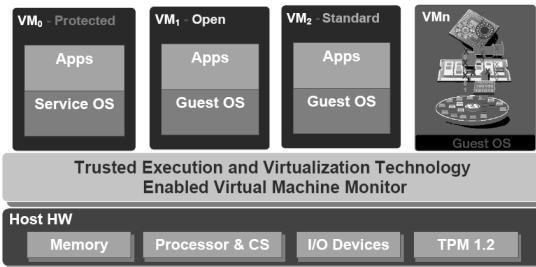 VM₀ - Protected
Apps
Service OS
VM₁ - Open
Apps
Guest OS
VM₂ - Standard
Apps
Guest OS
VMn
Guest OS
Trusted Execution and Virtualization Technology
Enabled Virtual Machine Monitor
Host HW
Memory
Processor & CS
I/O Devices
TPM 1.2